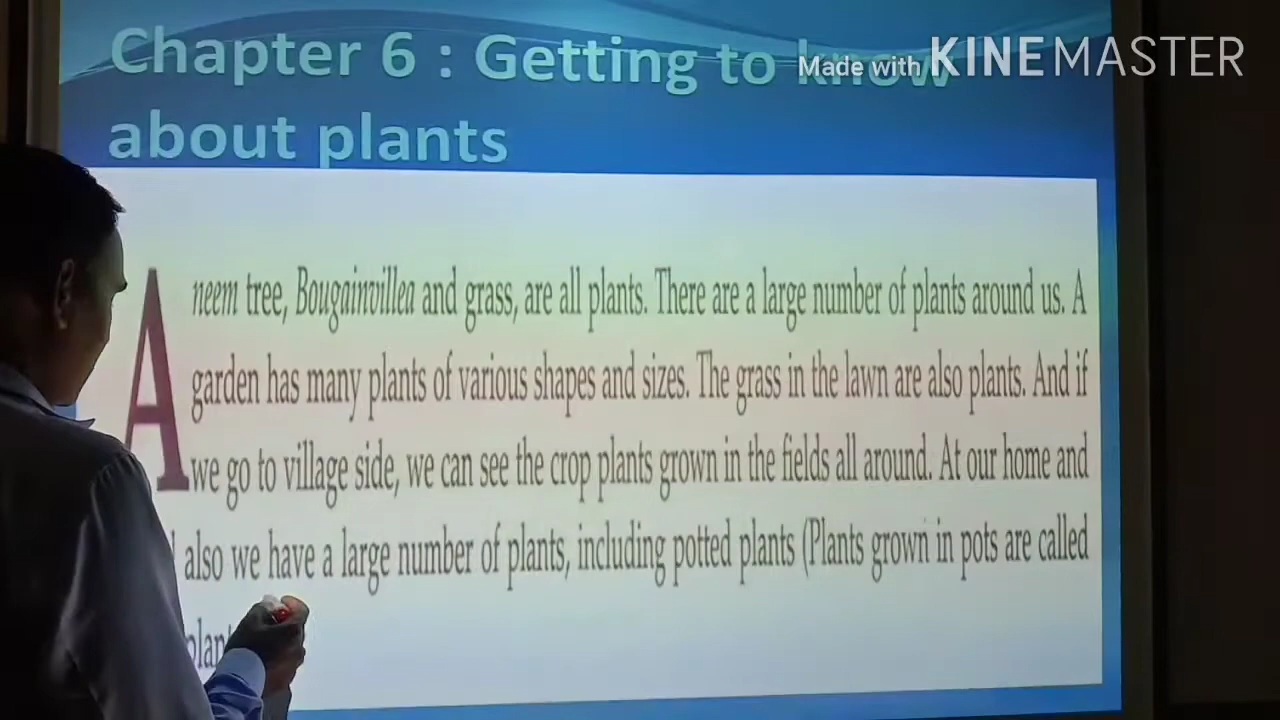 Chapter 6 : Getting to know
Made with KINEMASTER
about plants
A neem tree, Bougainvillea and grass, are all plants. There are a large number of plants around us. A
garden has many plants of various shapes and sizes. The grass in the lawn are also plants. And if
we go to village side, we can see the crop plants grown in the fields all around. At our home and
also we have a large number of plants, including potted plants (Plants grown in pots are called